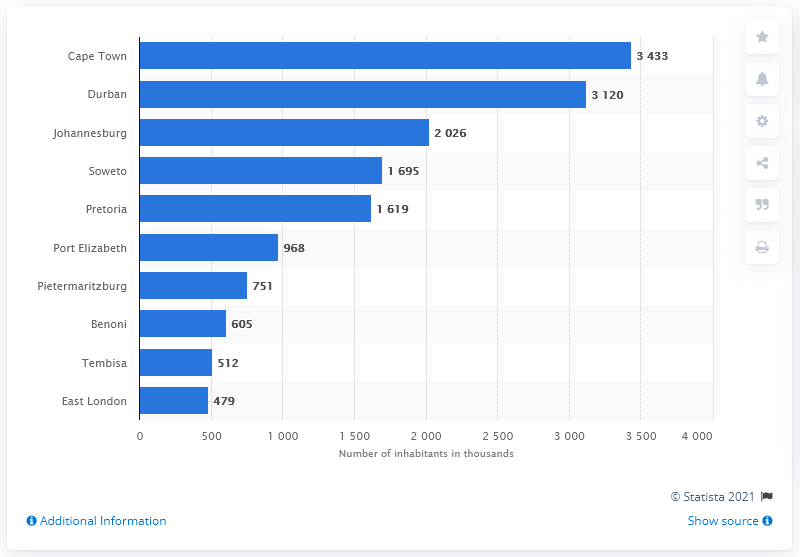 Cape Town 3 433
Durban 3 120
Johannesburg 2 026
Soweto 1 695
Pretoria 1 619
Port Elizabeth 968
Pietermaritzburg 751
Benoni 605
Tembisa 512
East London 479
0 500 1 000 1 500 2 000 2 500 3 000 3 500 4 000
Number of inhabitants in thousands
© Statista 2021
Additional Information Show source